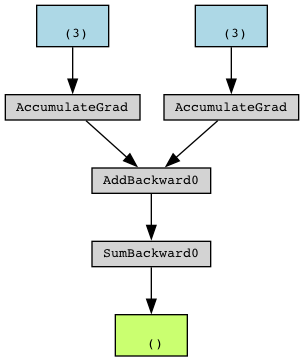 (3)
(3)
AccumulateGrad
AccumulateGrad
AddBackward0
SumBackward0
()